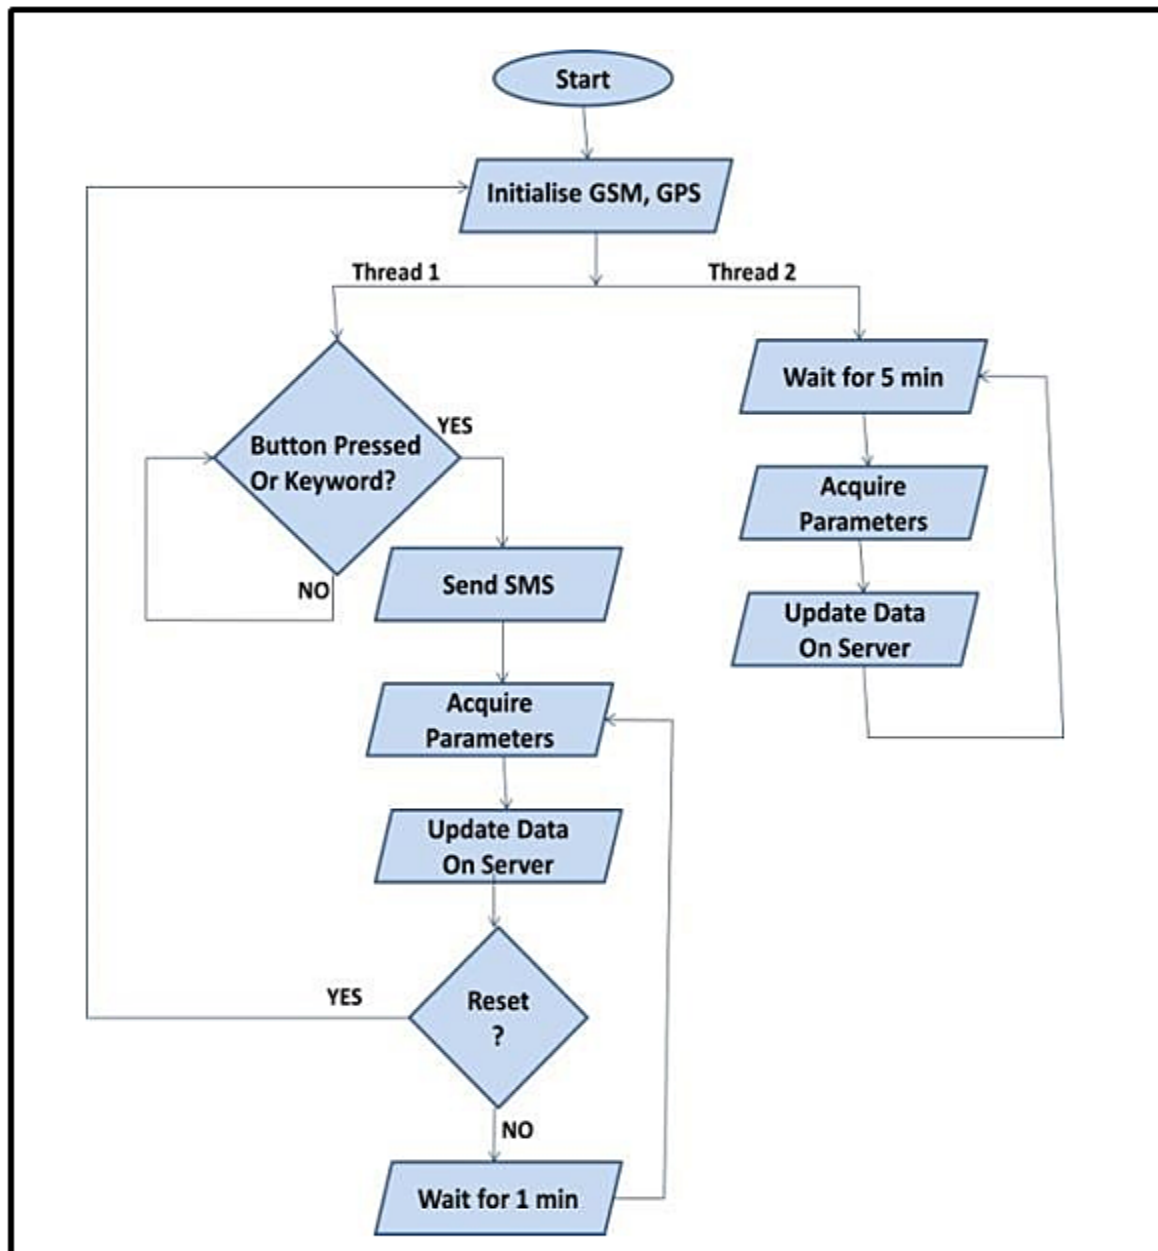 Start
Initialise GSM, GPS
Thread 1
Thread 2
Button Pressed
Or Keyword?
YES
NO
Send SMS
Acquire
Parameters
Update Data
On Server
Reset
?
YES
NO
Wait for 1 min
Wait for 5 min
Acquire
Parameters
Update Data
On Server